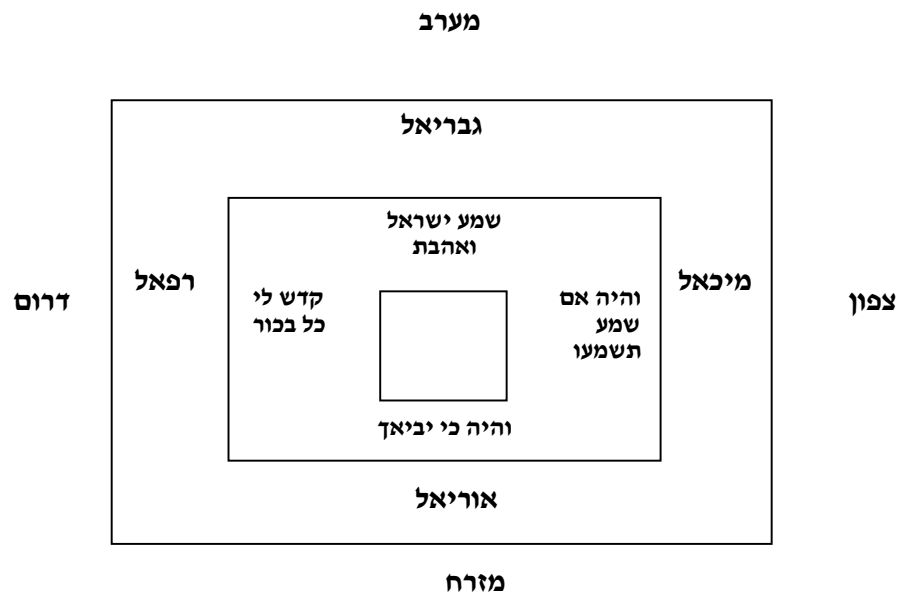 מערב
גבריאל
שמע ישראל
ואהבת
צפון
מיכאל
והיה אם
שמע
תשמעו
קדש לי
כל בכור
רפאל
דרום
והיה כי יביאך
אוריאל
מזרח